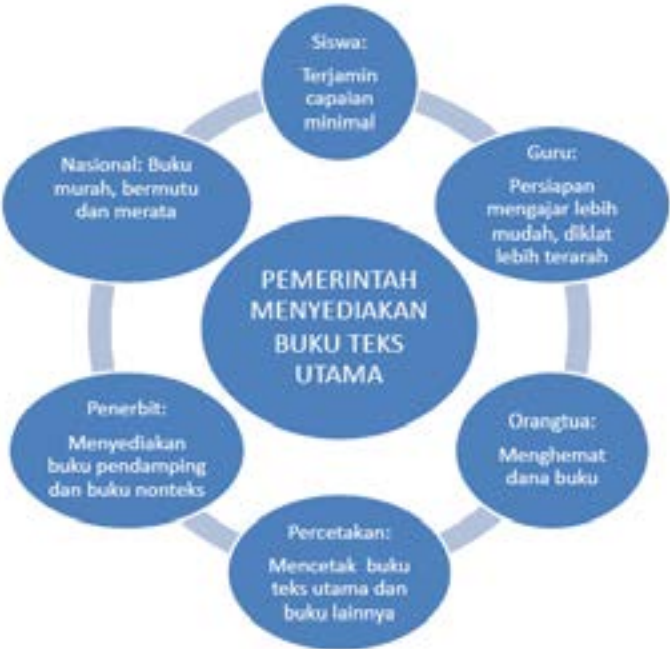 Siswa:
Terjamin
capaian
minimal
Guru:
Persiapan
mengajar lebih
mudah, diklat
lebih terarah
Orangtua:
Menghemat
dana buku
Percetakan:
Mencetak buku
teks utama dan
buku lainnya
Penerbit:
Menyediakan
buku pendamping
dan buku nonteks
Nasional: Buku
murah, bermutu
dan merata
PEMERINTAH
MENYEDIAKAN
BUKU TEKS
UTAMA